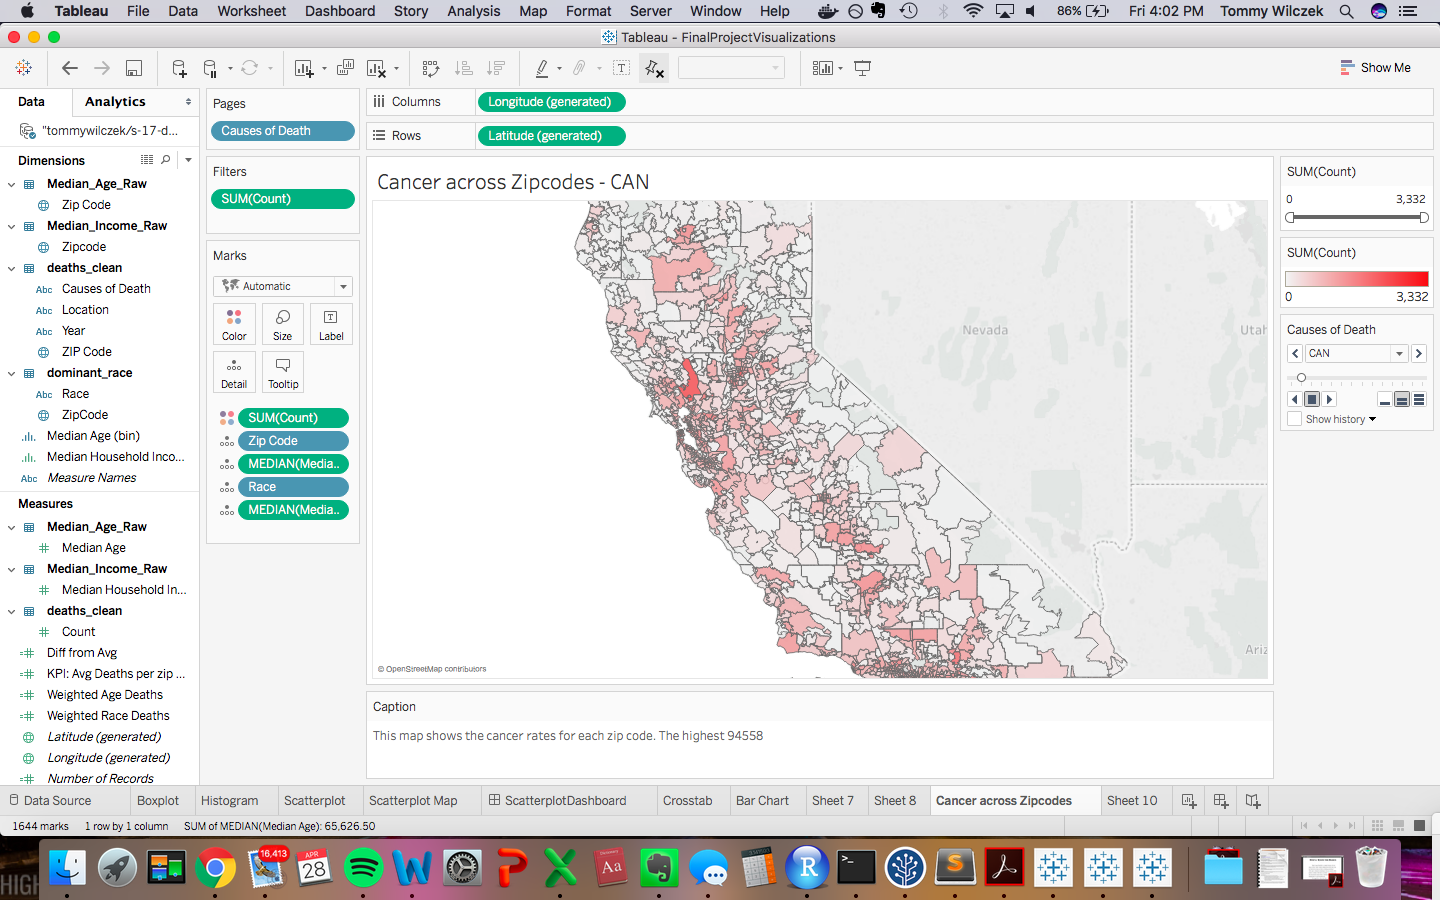 Tableau File Data Worksheet Dashboard Story Analysis Map Format Server Window Help 86% Fri 4:02 PM Tommy Wilczek
Tableau - FinalProjectVisualizations
Show Me
Data Analytics
"tommywilczek/s-17-d...
Dimensions
Median_Age_Raw
Zip Code
Median_Income_Raw
Zipcode
deaths_clean
Abc Causes of Death
Abc Location
Abc Year
ZIP Code
dominant_race
Abc Race
ZipCode
Median Age (bin)
Median Household Inco...
Abc Measure Names
Measures
Median_Age_Raw
# Median Age
Median_Income_Raw
# Median Household In...
deaths_clean
# Count
=# Diff from Avg
=# KPI: Avg Deaths per zip ...
=# Weighted Age Deaths
=# Weighted Race Deaths
Latitude (generated)
Longitude (generated)
=# Number of Records
Pages
Causes of Death
Filters
SUM(Count)
Marks
Automatic
Color Size Label
Detail Tooltip
SUM(Count)
Zip Code
MEDIAN(Media..
Race
MEDIAN(Media..
Columns Longitude (generated)
Rows Latitude (generated)
Cancer across Zipcodes - CAN
Nevada
Utah
Ariz
© OpenStreetMap contributors
Caption
This map shows the cancer rates for each zip code. The highest 94558
SUM(Count)
0 3,332
SUM(Count)
0 3,332
Causes of Death
CAN
Show history
Data Source Boxplot Histogram Scatterplot Scatterplot Map ScatterplotDashboard Crosstab Bar Chart Sheet 7 Sheet 8 Cancer across Zipcodes Sheet 10
1644 marks 1 row by 1 column SUM of MEDIAN(Median Age): 65,626.50
16,413
APR
28
Aa
R
S
HIGH